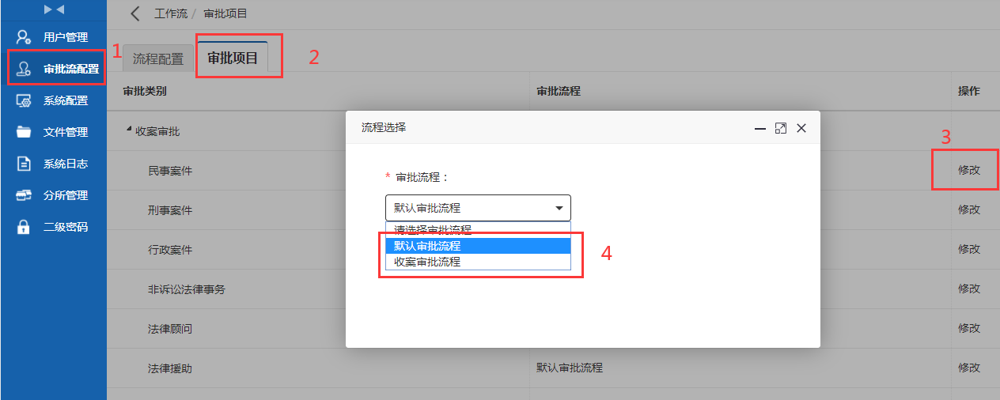 工作流 / 审批项目
用户管理
审批流配置
系统配置
文件管理
系统日志
分所管理
二级密码
1
流程配置
审批项目
2
审批类别
审批流程
操作
收案审批
民事案件
修改
3
刑事案件
修改
行政案件
修改
非诉讼法律事务
修改
法律顾问
修改
法律援助
默认审批流程
修改
流程选择
* 审批流程：
默认审批流程
请选择审批流程
默认审批流程
收案审批流程
4